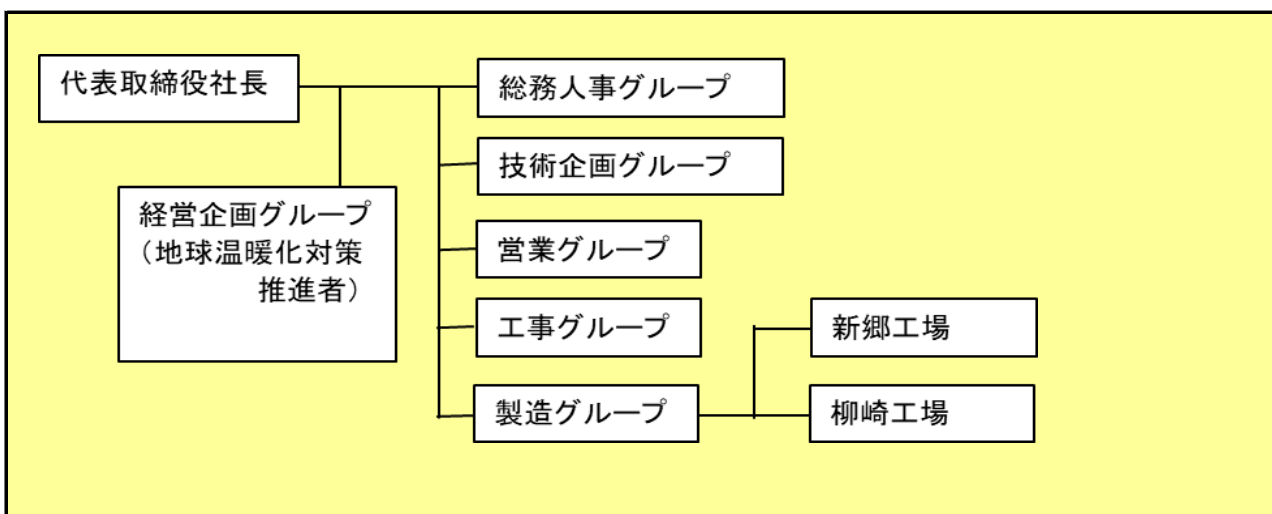 代表取締役社長
総務人事グループ
技術企画グループ
経営企画グループ
（地球温暖化対策
推進者）
営業グループ
工事グループ
新郷工場
製造グループ
柳崎工場